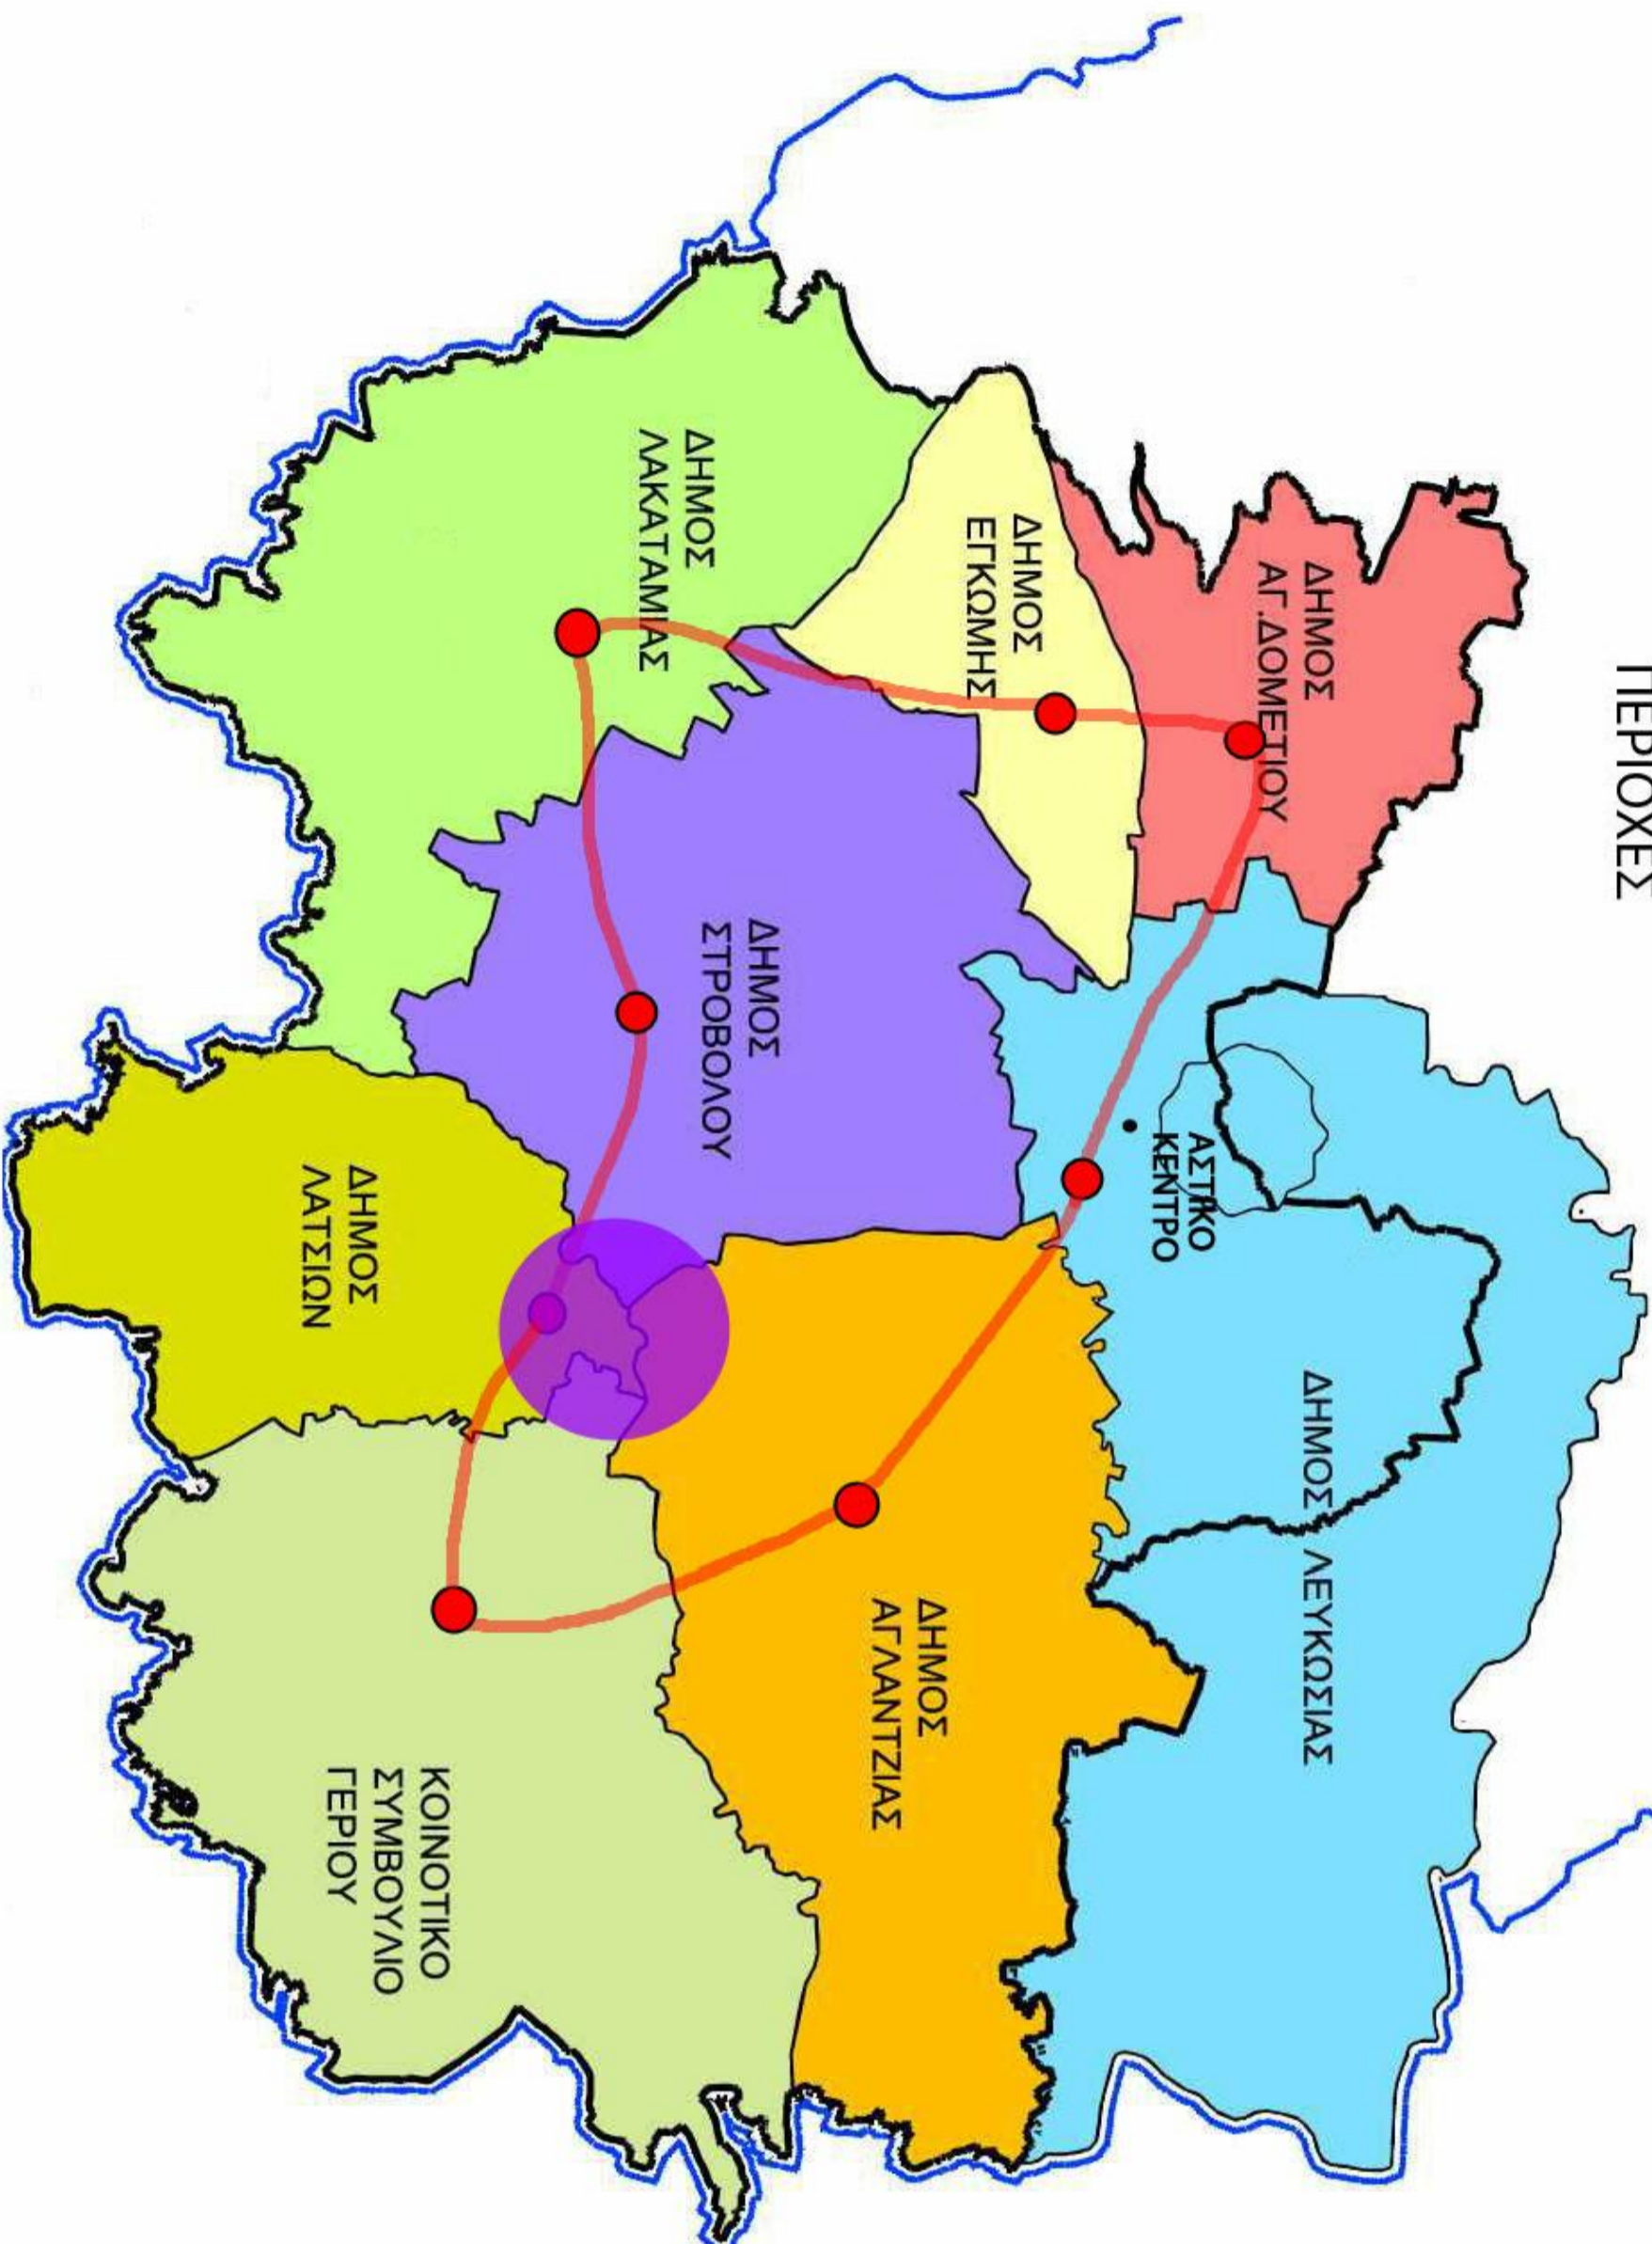 ΠΕΡΙΟΧΕΣ
ΔΗΜΟΣ
ΑΓ.ΔΟΜΕΤΙΟΥ
ΔΗΜΟΣ
ΕΓΚΩΜΗΣ
ΔΗΜΟΣ
ΛΑΚΑΤΑΜΙΑΣ
ΑΣΤΙΚΟ
ΚΕΝΤΡΟ
ΔΗΜΟΣ ΛΕΥΚΩΣΙΑΣ
ΔΗΜΟΣ
ΣΤΡΟΒΟΛΟΥ
ΔΗΜΟΣ
ΛΑΤΣΙΩΝ
ΔΗΜΟΣ
ΑΓΛΑΝΤΖΙΑΣ
ΚΟΙΝΟΤΙΚΟ
ΣΥΜΒΟΥΛΙΟ
ΓΕΡΙΟΥ